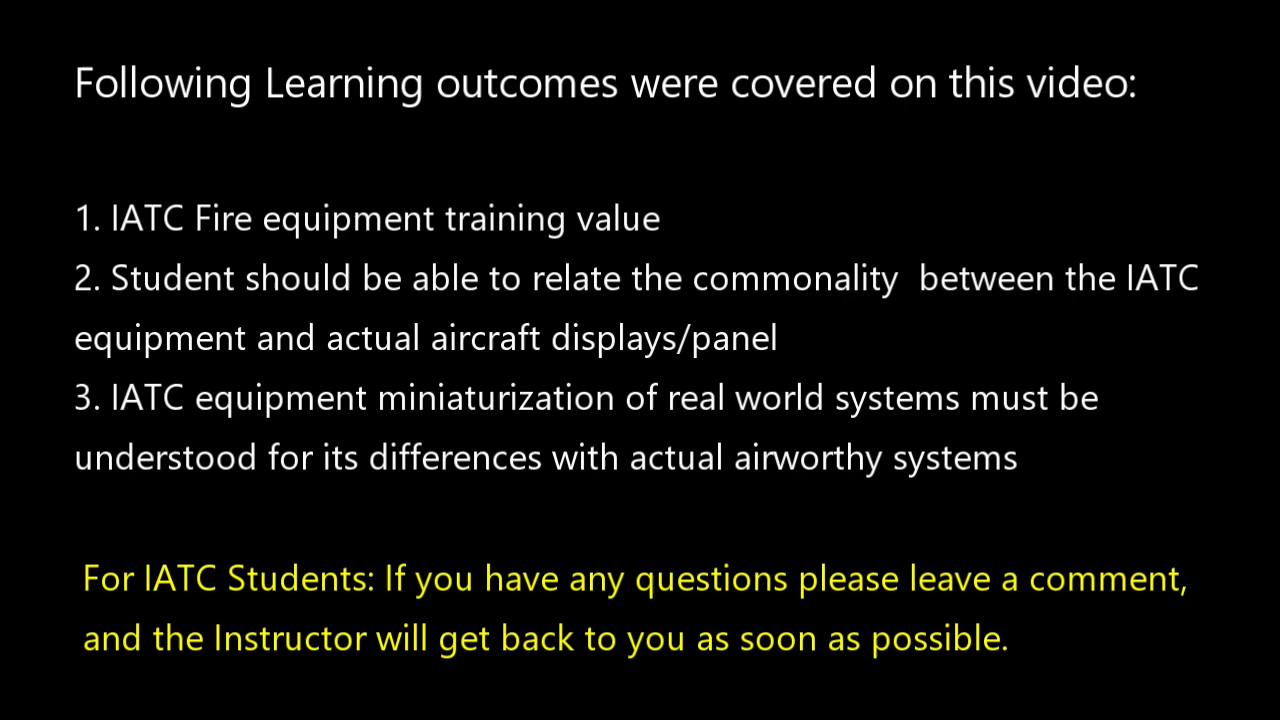 Following Learning outcomes were covered on this video:
1. IATC Fire equipment training value
2. Student should be able to relate the commonality  between the IATC
equipment and actual aircraft displays/panel
3. IATC equipment miniaturization of real world systems must be
understood for its differences with actual airworthy systems
For IATC Students: If you have any questions please leave a comment,
and the Instructor will get back to you as soon as possible.